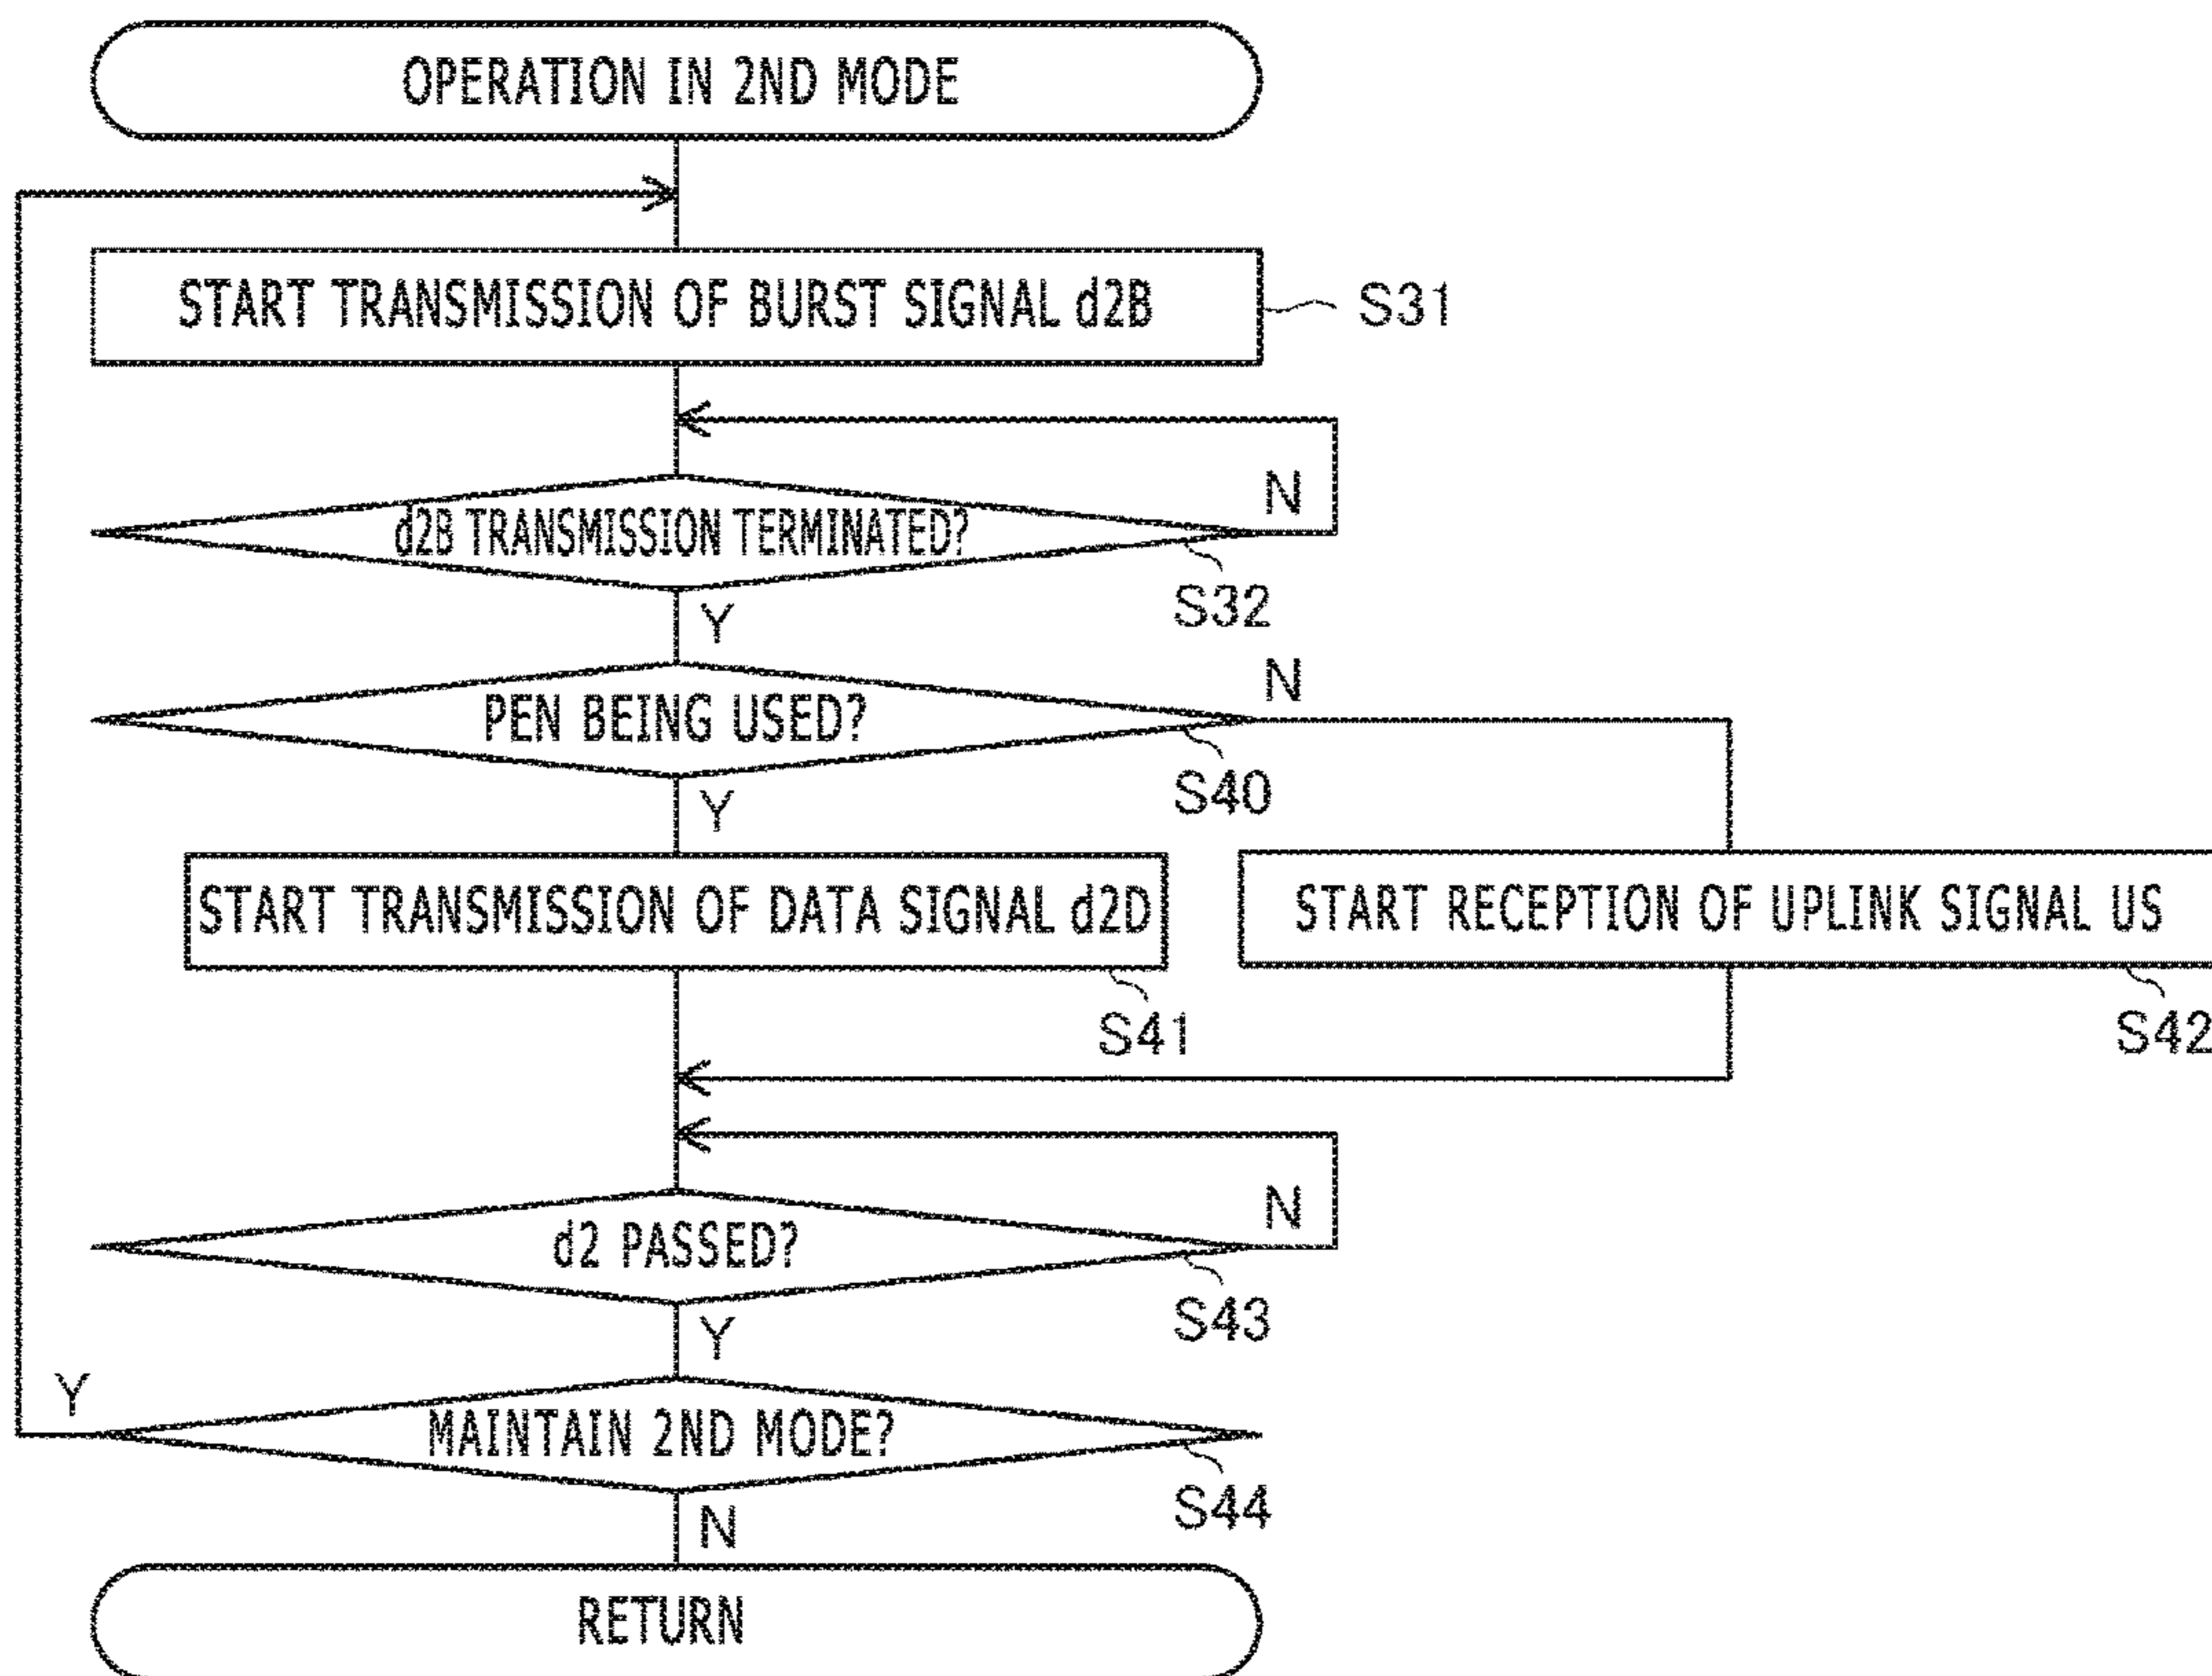 OPERATION IN 2ND MODE
START TRANSMISSION OF BURST SIGNAL d2B
S31
N
d2B TRANSMISSION TERMINATED?
S32
Y
N
PEN BEING USED?
S40
Y
START TRANSMISSION OF DATA SIGNAL d2D
START RECEPTION OF UPLINK SIGNAL US
S41
S42
N
d2 PASSED?
S43
Y
Y
MAINTAIN 2ND MODE?
S44
N
RETURN